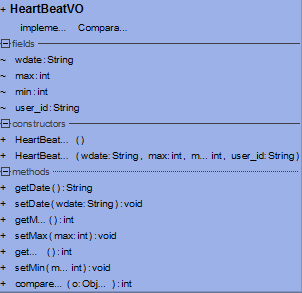 + HeartBeatVO
impleme... Compara...
fields
~ wdate:String
~ max:int
~ min:int
~ user_id:String
constructors
+ HeartBeat... ()
+ HeartBeat... (wdate:String, max:int, m... int, user_id:String)
methods
+ getDate():String
+ setDate(wdate:String):void
+ getM... ():int
+ setMax(max:int):void
+ get... ():int
+ setMin(m... int):void
+ compare... (o:Obj... ):int